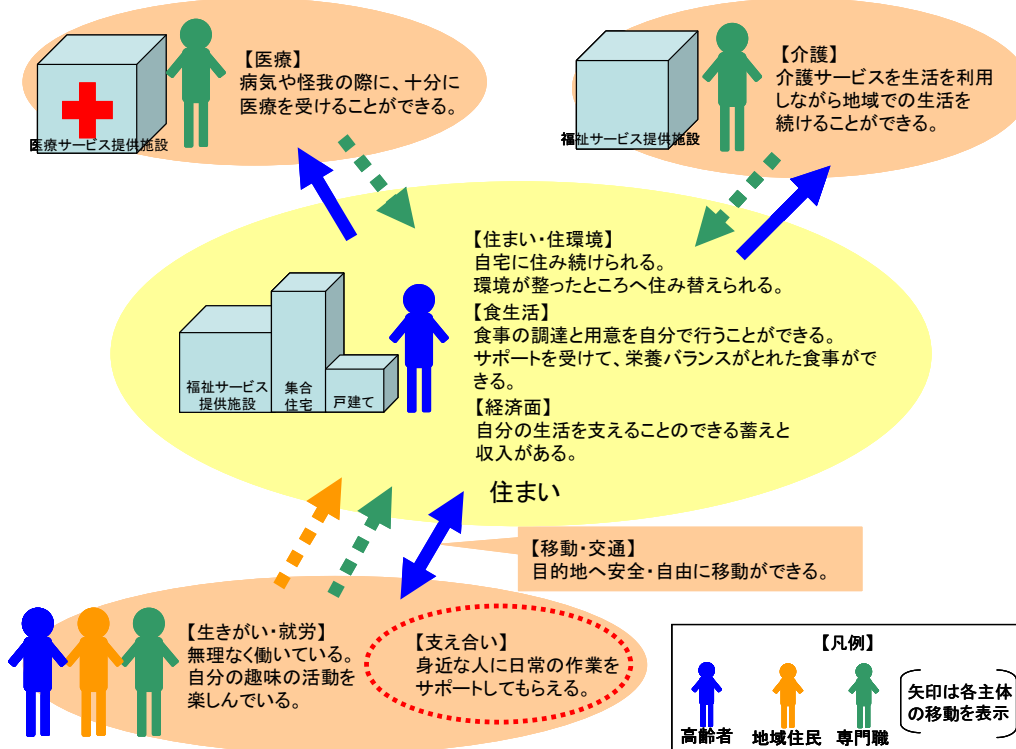 【医療】
病気や怪我の際に、十分に
医療を受けることができる。
医療サービス提供施設
【介護】
介護サービスを生活を利用
しながら地域での生活を
続けることができる。
福祉サービス提供施設
【住まい・住環境】
自宅に住み続けられる。
環境が整ったところへ住み替えられる。
【食生活】
食事の調達と用意を自分で行うことができる。
サポートを受けて、栄養バランスがとれた食事がで
きる。
【経済面】
自分の生活を支えることのできる蓄えと
収入がある。
福祉サービス
提供施設
集合
住宅
戸建て
住まい
【移動・交通】
目的地へ安全・自由に移動ができる。
【生きがい・就労】
無理なく働いている。
自分の趣味の活動を
楽しんでいる。
【支え合い】
身近な人に日常の作業を
サポートしてもらえる。
【凡例】
高齢者
地域住民
専門職
矢印は各主体
の移動を表示